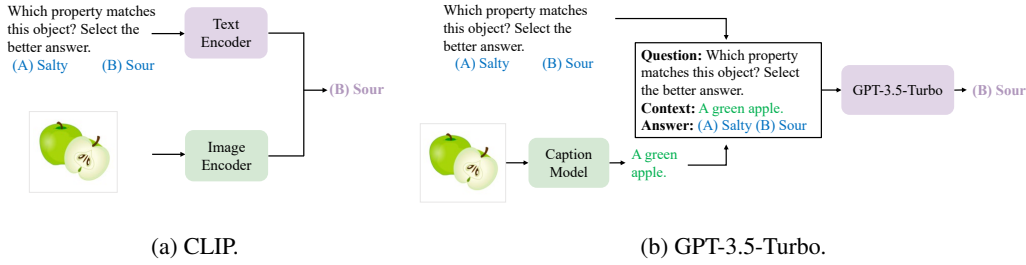 Which property matches
this object? Select the
better answer.
(A) Salty (B) Sour
Text
Encoder
(B) Sour
Image
Encoder
(a) CLIP.
Which property matches
this object? Select the
better answer.
(A) Salty (B) Sour
Question: Which property
matches this object? Select
the better answer.
Context: A green apple.
Answer: (A) Salty (B) Sour
GPT-3.5-Turbo
(B) Sour
Caption
Model
A green
apple.
(b) GPT-3.5-Turbo.